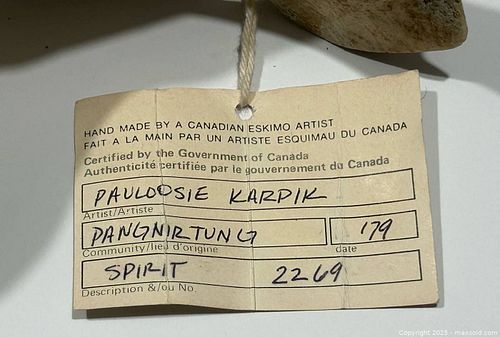 HAND MADE BY A CANADIAN ESKIMO ARTIST
FAIT A LA MAIN PAR UN ARTISTE ESQUIMAU DU CANADA
Certified by the Government of Canada
Authenticité certifiée par le gouvernement du Canada
PAULOOSIE KARPIK
Artist/Artiste
PANGNIRTUNG '79
Community/lieu d'origine date
SPIRIT 2269
Description &/ou No.
Copyright 2025 - maxsold.com